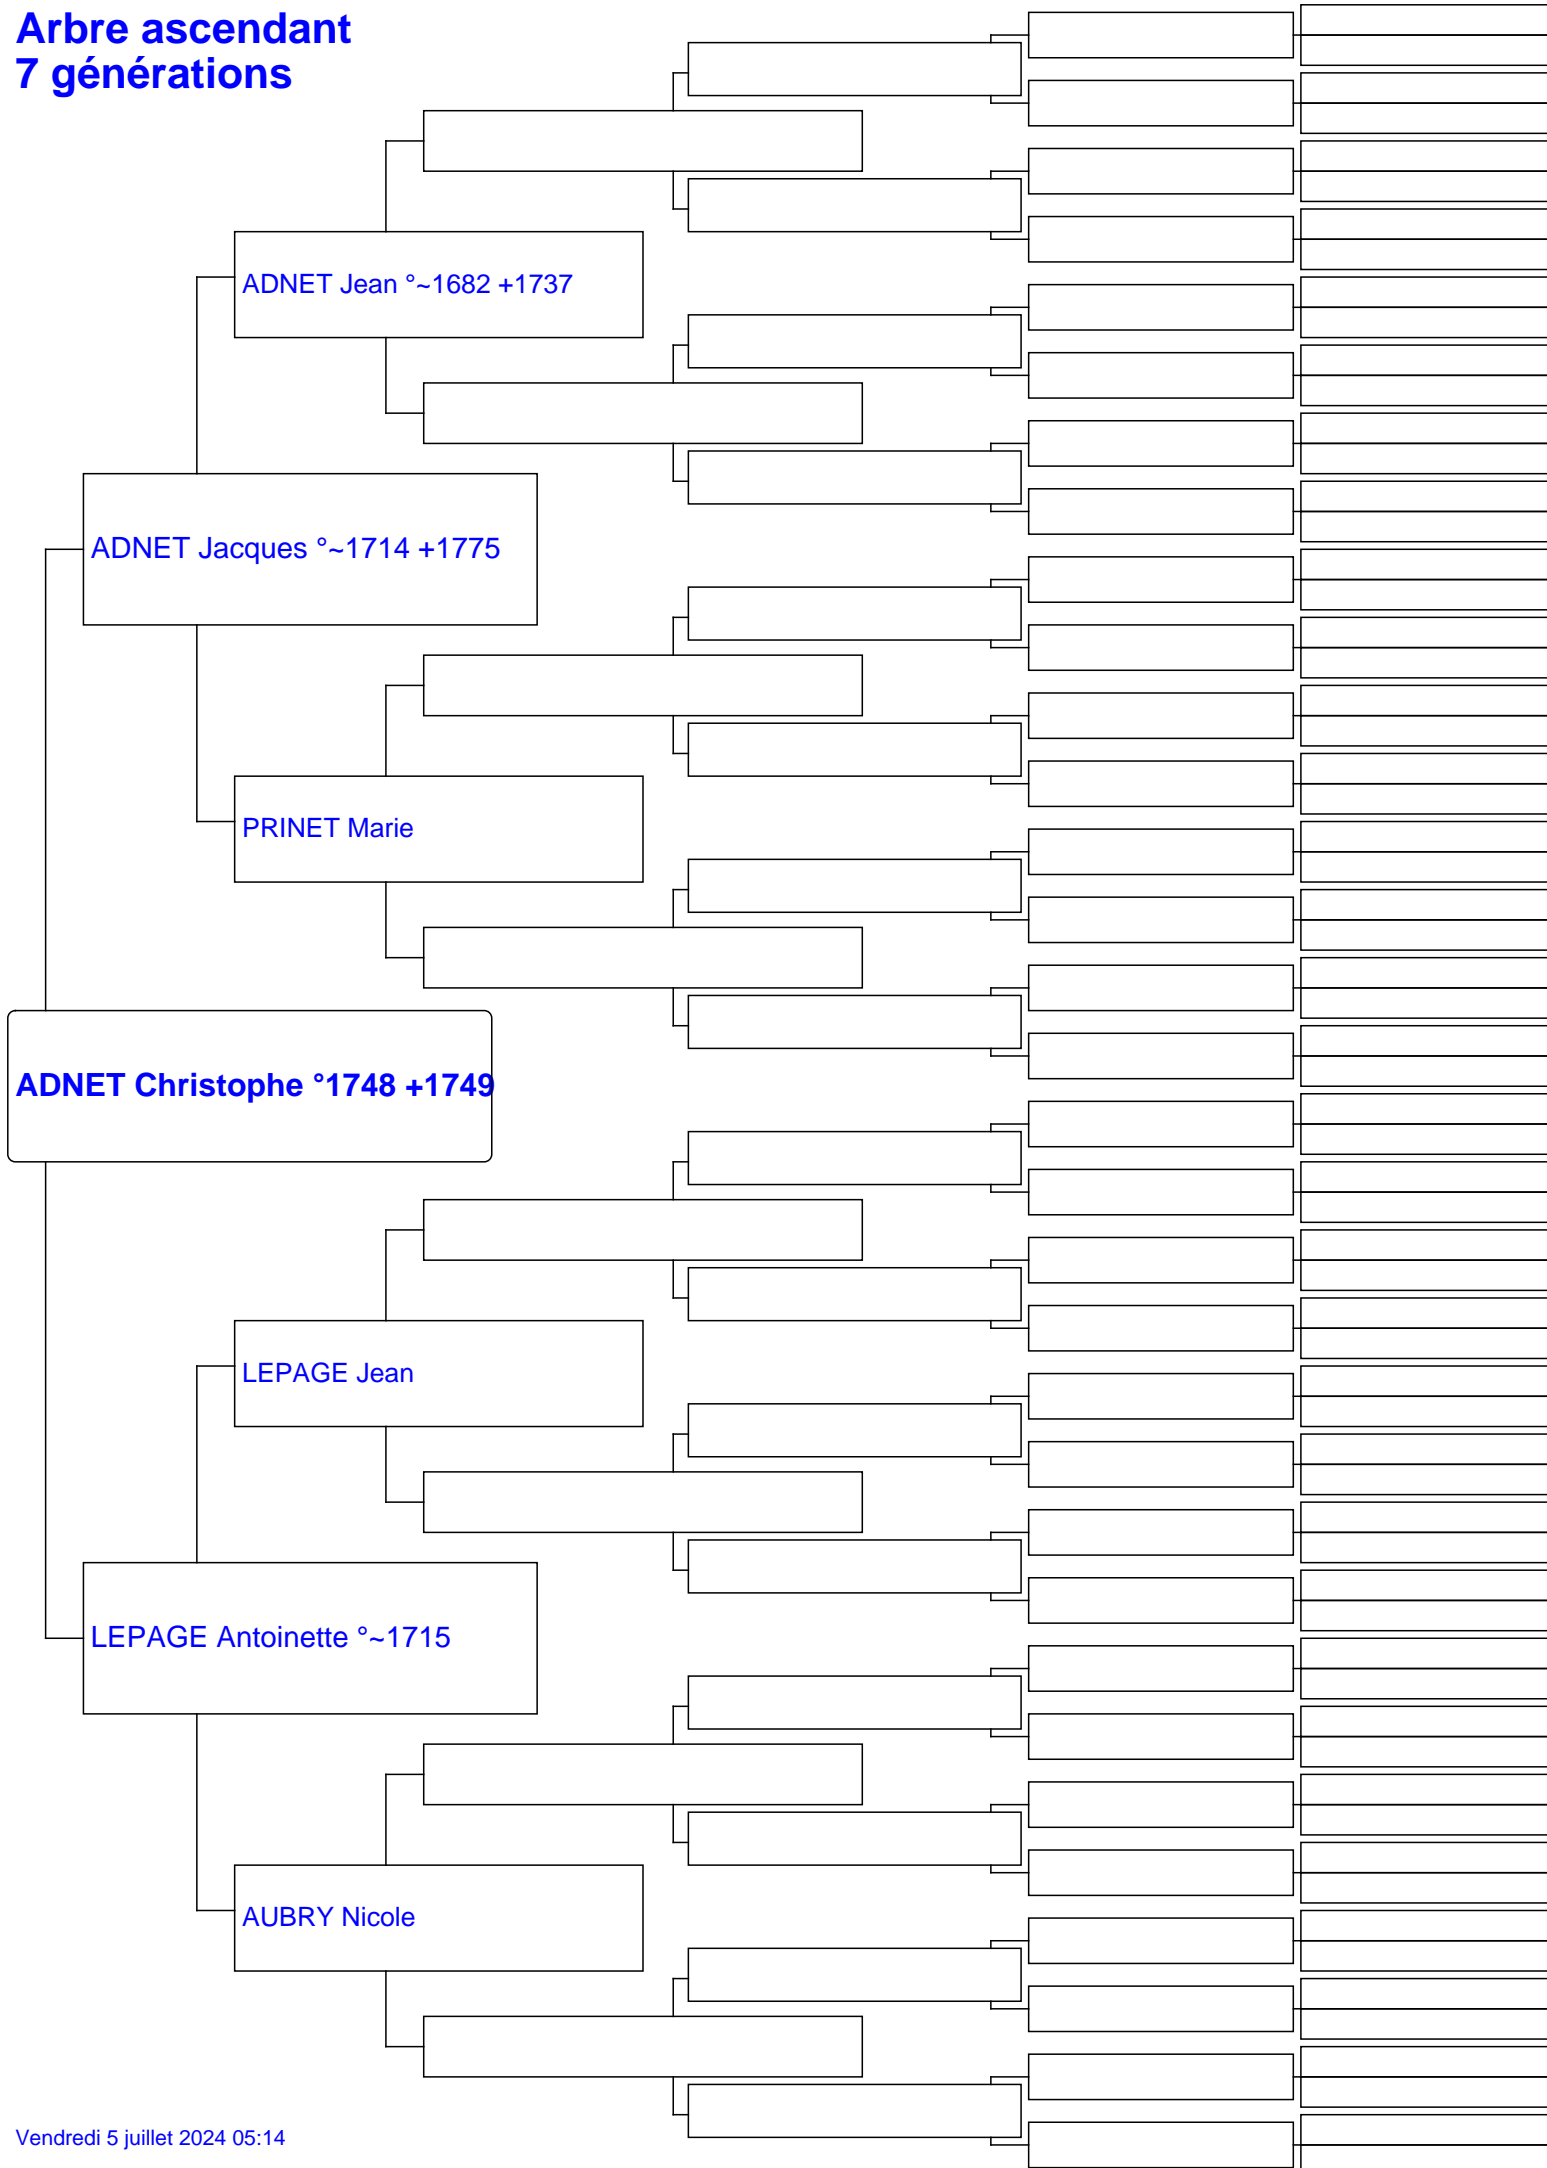 Arbre ascendant
7 générations
ADNET Jean °~1682 +1737
ADNET Jacques °~1714 +1775
PRINET Marie
ADNET Christophe °1748 +1749
LEPAGE Jean
LEPAGE Antoinette °~1715
AUBRY Nicole
Vendredi 5 juillet 2024 05:14